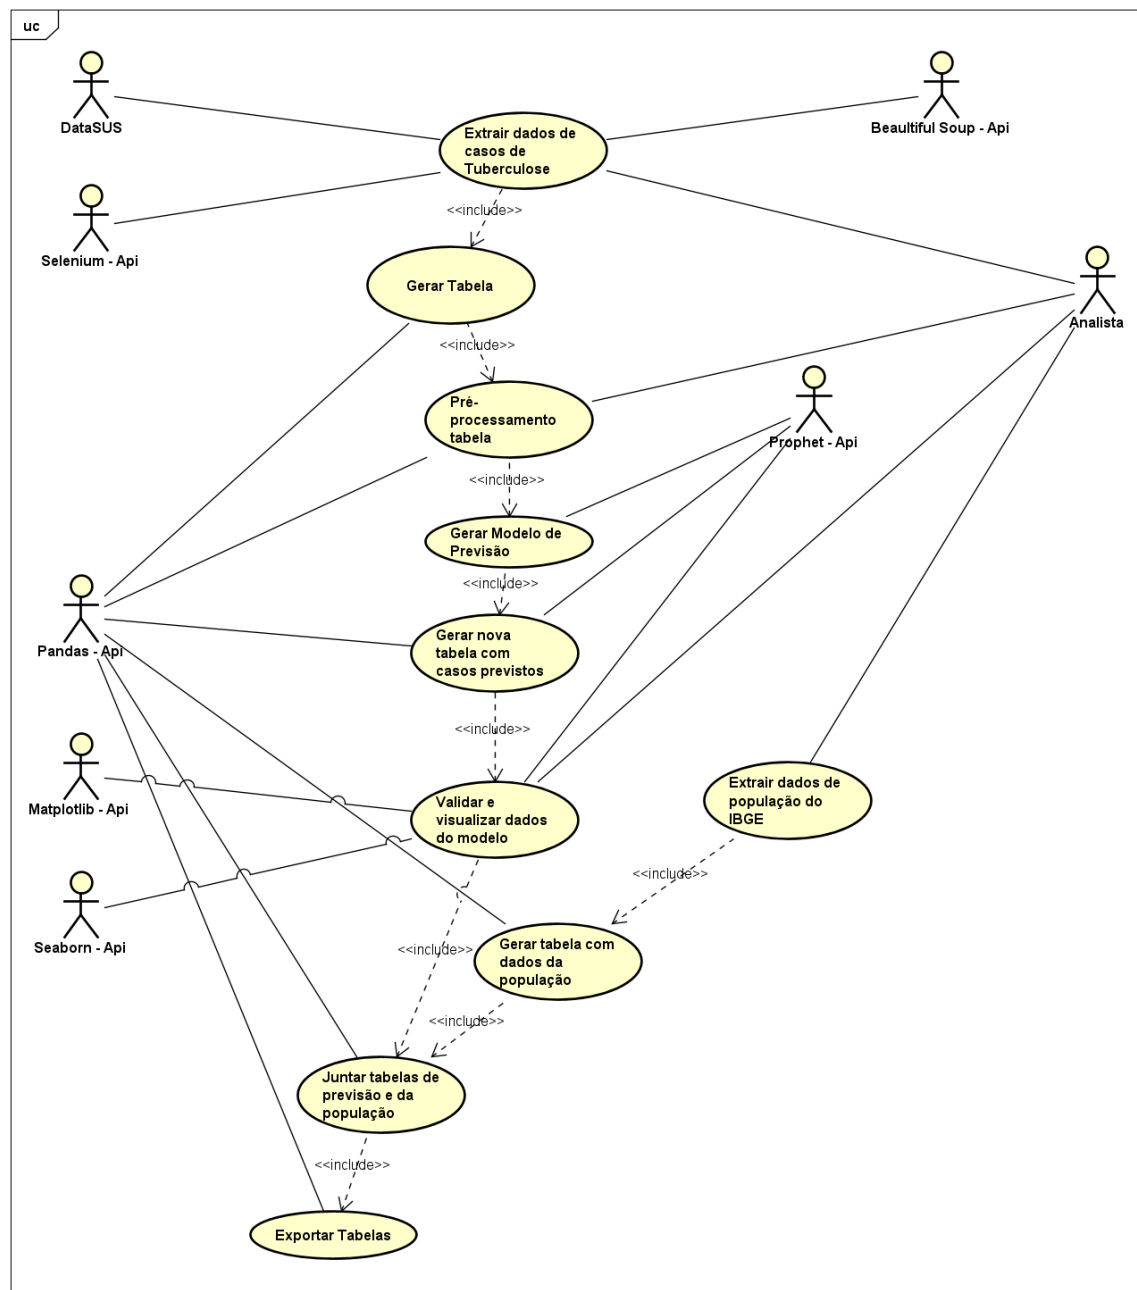 uc
DataSUS
Beaultiful Soup - Api
Extrair dados de
casos de
Tuberculose
Selenium - Api
<<include>>
Gerar Tabela
Analista
<<include>>
Pré-
processamento
tabela
Prophet - Api
<<include>>
Gerar Modelo de
Previsão
<<include>>
Pandas - Api
Gerar nova
tabela com
casos previstos
<<include>>
Matplotlib - Api
Validar e
visualizar dados
do modelo
Extrair dados de
população do
IBGE
<<include>>
Seaborn - Api
<<include>>
Gerar tabela com
dados da
população
<<include>>
Juntar tabelas de
previsão e da
população
<<include>>
Exportar Tabelas